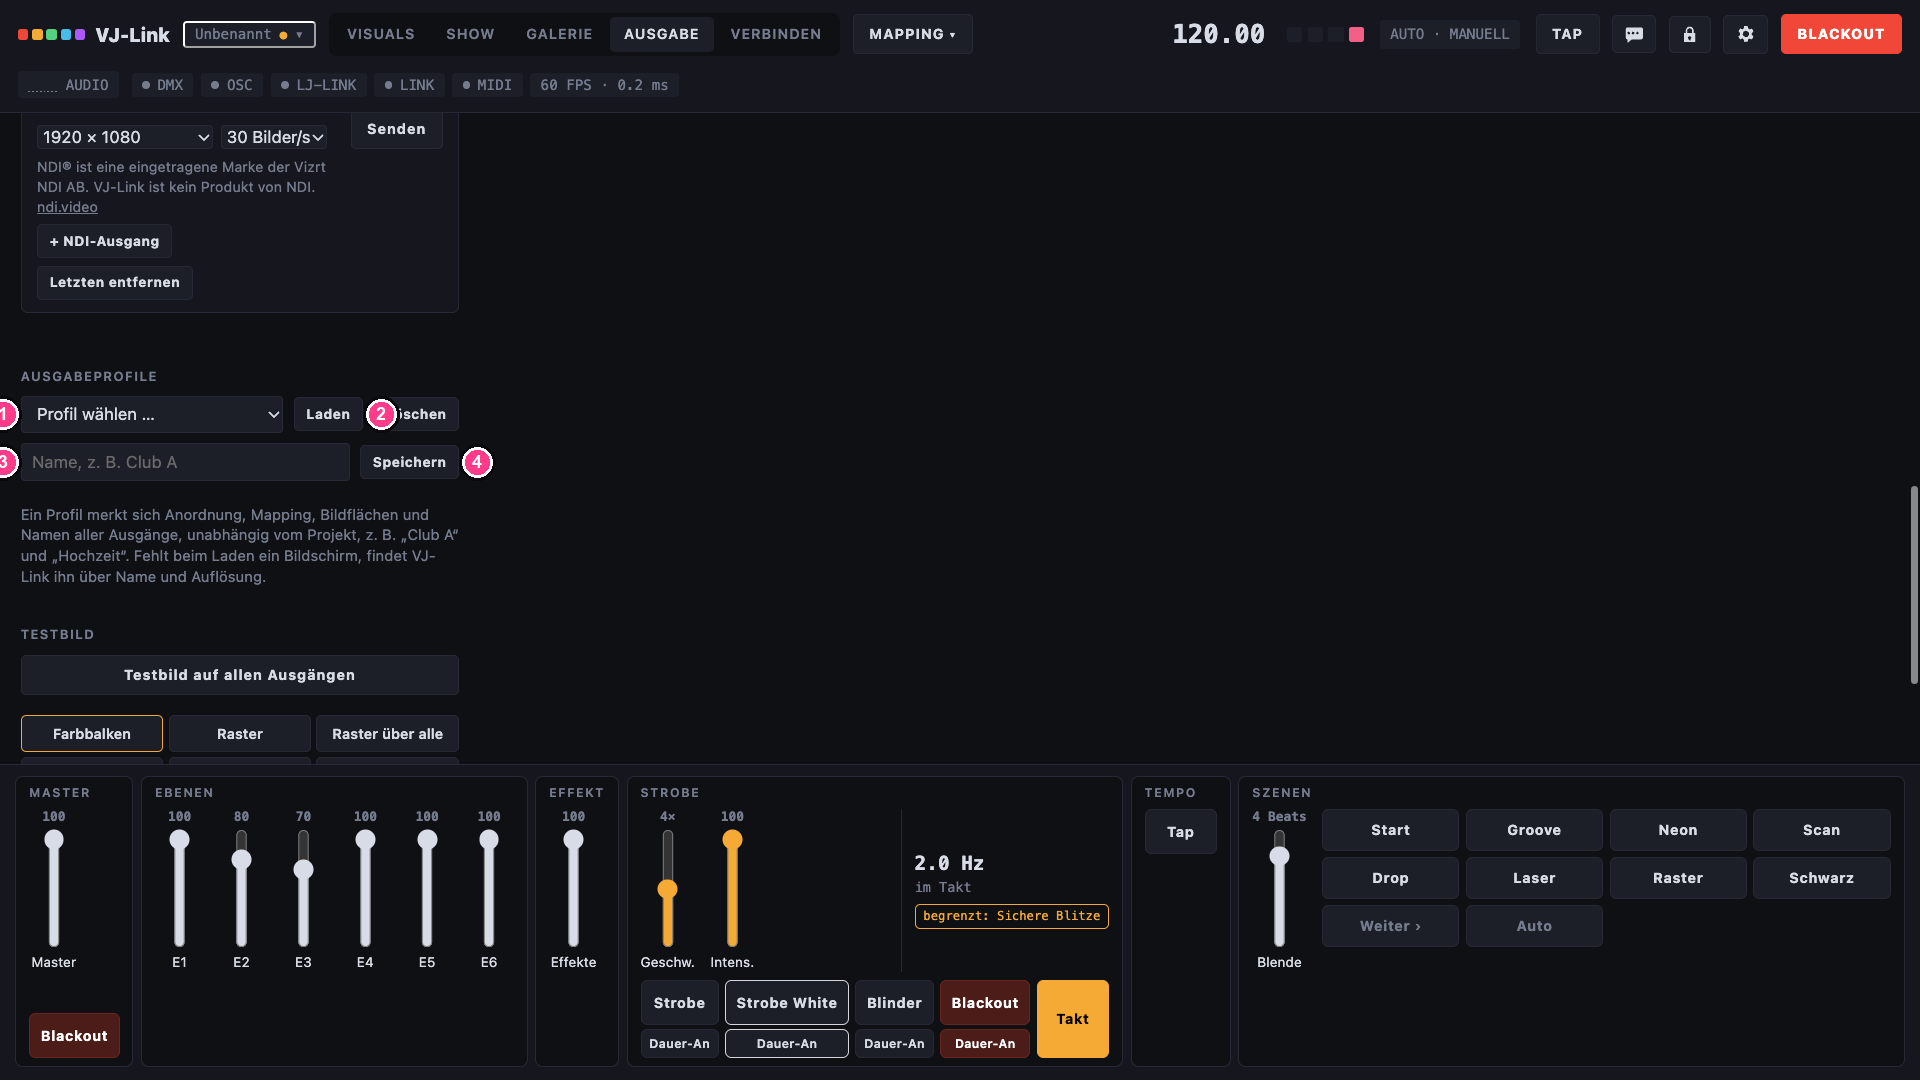 VJ-Link
Unbenannt
VISUALS
SHOW
GALERIE
AUSGABE
VERBINDEN
MAPPING
120.00
AUTO · MANUELL
TAP
BLACKOUT
AUDIO
DMX
OSC
LJ-LINK
LINK
MIDI
60 FPS · 0.2 ms
1920 × 1080
30 Bilder/s
Senden
NDI® ist eine eingetragene Marke der Vizrt
NDI AB. VJ-Link ist kein Produkt von NDI.
ndi.video
+ NDI-Ausgang
Letzten entfernen
AUSGABEPROFILE
1
Profil wählen ...
Laden
2
schen
3
Name, z. B. Club A
Speichern
4
Ein Profil merkt sich Anordnung, Mapping, Bildflächen und
Namen aller Ausgänge, unabhängig vom Projekt, z. B. „Club A“
und „Hochzeit“. Fehlt beim Laden ein Bildschirm, findet VJ-
Link ihn über Name und Auflösung.
TESTBILD
Testbild auf allen Ausgängen
Farbbalken
Raster
Raster über alle
MASTER
100
Master
Blackout
EBENEN
100 80 70 100 100 100
E1 E2 E3 E4 E5 E6
EFFEKT
100
Effekte
STROBE
4× 100
Geschw. Intens.
2.0 Hz
im Takt
begrenzt: Sichere Blitze
Strobe
Strobe White
Blinder
Blackout
Takt
Dauer-An
Dauer-An
Dauer-An
Dauer-An
TEMPO
Tap
SZENEN
4 Beats
Blende
Start
Groove
Neon
Scan
Drop
Laser
Raster
Schwarz
Weiter ›
Auto